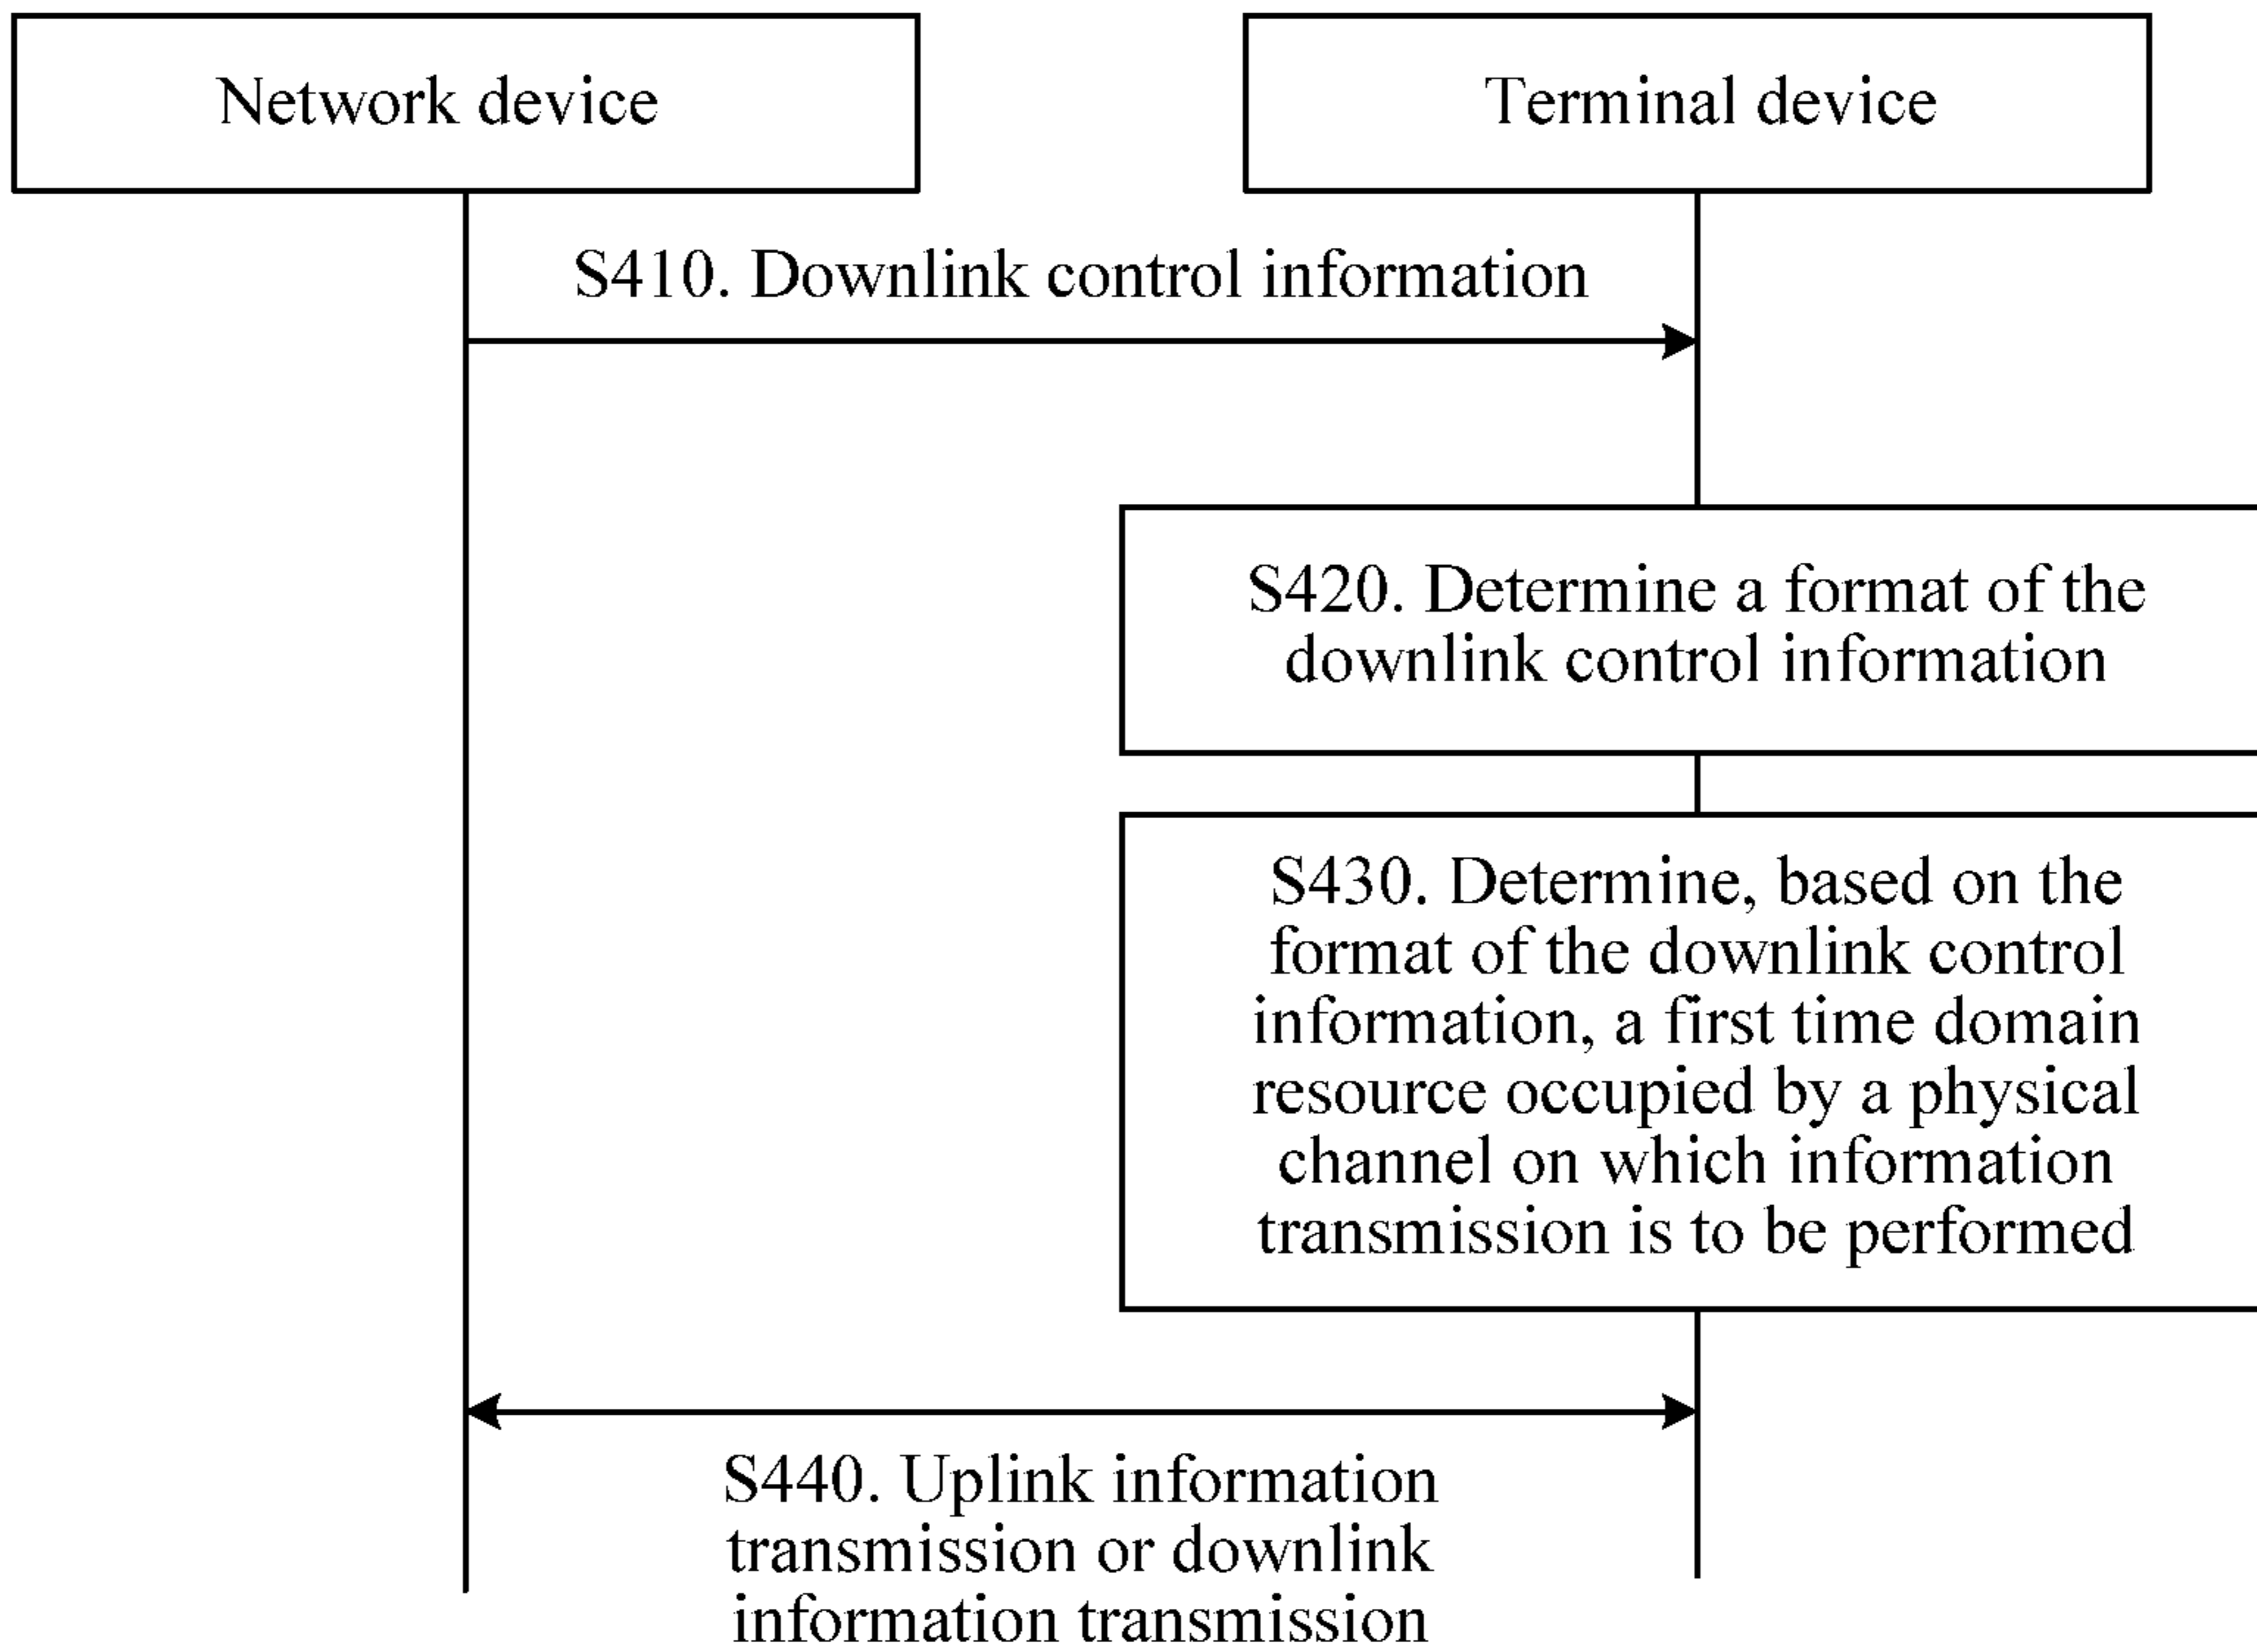 Network device
Terminal device
S410. Downlink control information
S420. Determine a format of the
downlink control information
S430. Determine, based on the
format of the downlink control
information, a first time domain
resource occupied by a physical
channel on which information
transmission is to be performed
S440. Uplink information
transmission or downlink
information transmission